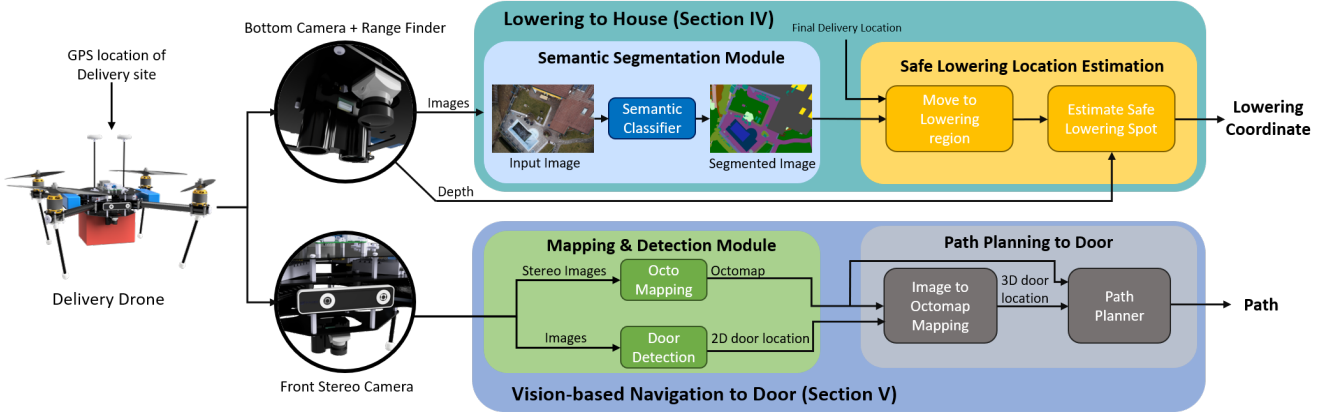 GPS location of
Delivery site
Delivery Drone
Bottom Camera + Range Finder
Images
Depth
Front Stereo Camera
Lowering to House (Section IV)
Semantic Segmentation Module
Input Image
Semantic
Classifier
Segmented Image
Final Delivery Location
Safe Lowering Location Estimation
Move to
Lowering
region
Estimate Safe
Lowering Spot
Lowering
Coordinate
Mapping & Detection Module
Stereo Images
Octo
Mapping
Octomap
Images
Door
Detection
2D door location
Path Planning to Door
Image to
Octomap
Mapping
3D door
location
Path
Planner
Path
Vision-based Navigation to Door (Section V)